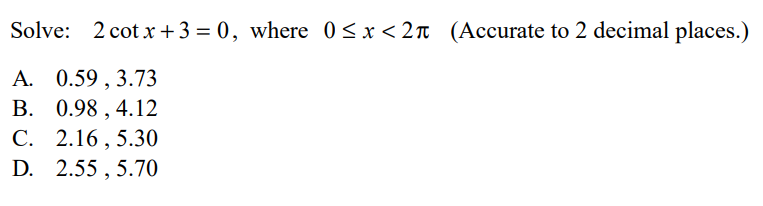 Solve: 2 cot x + 3 = 0, where 0 ≤ x < 2π (Accurate to 2 decimal places.)
A. 0.59 , 3.73
B. 0.98 , 4.12
C. 2.16 , 5.30
D. 2.55 , 5.70